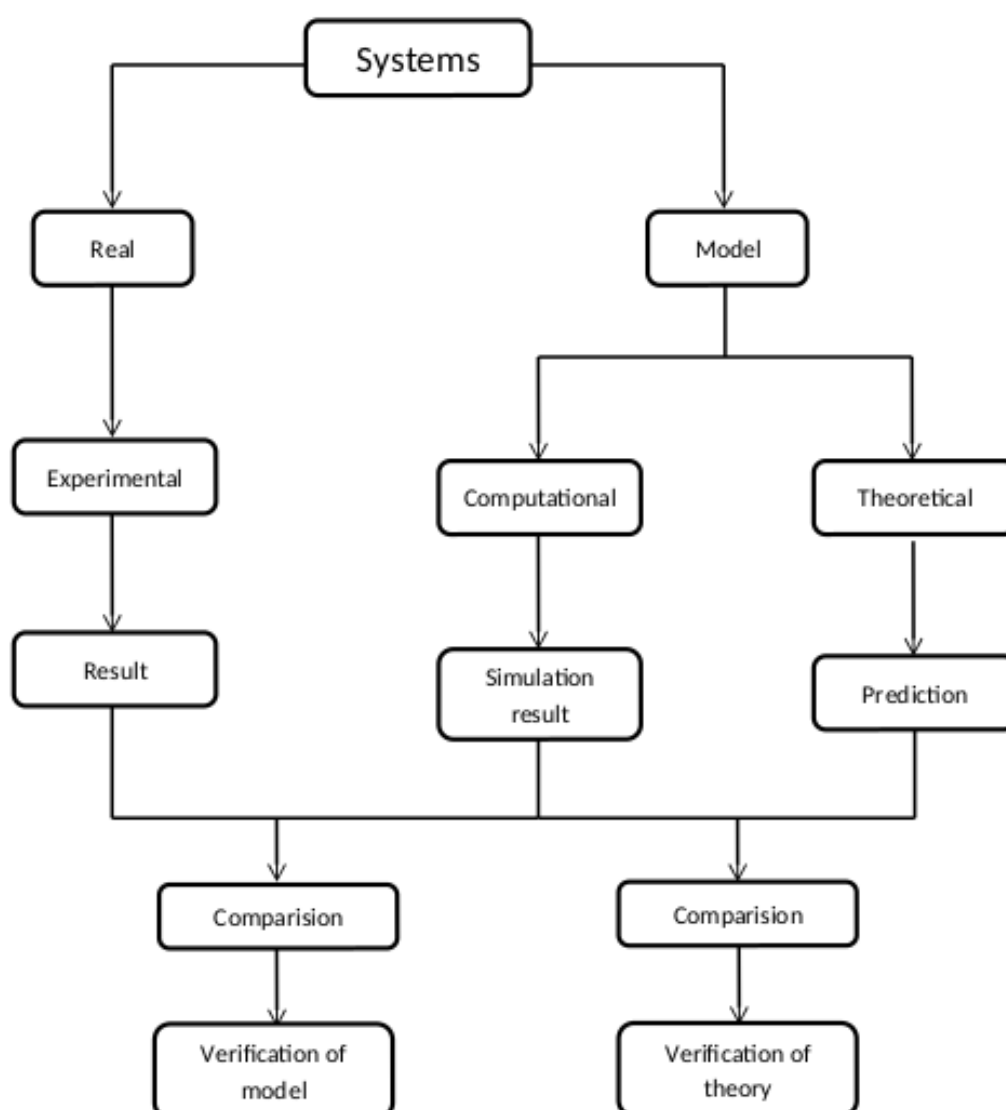 Systems
Real
Model
Experimental
Computational
Theoretical
Result
Simulation
result
Prediction
Comparision
Comparision
Verification of
model
Verification of
theory